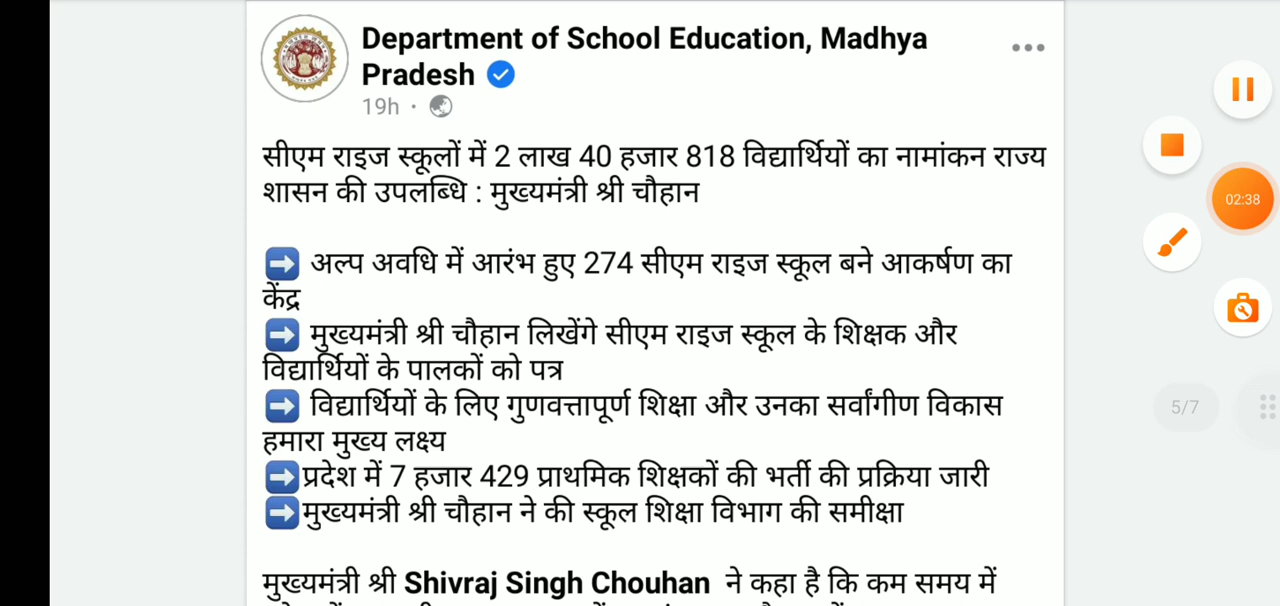 Department of School Education, Madhya
Pradesh
19h ·
सीएम राइज स्कूलों में 2 लाख 40 हजार 818 विद्यार्थियों का नामांकन राज्य
शासन की उपलब्धि : मुख्यमंत्री श्री चौहान
➡️ अल्प अवधि में आरंभ हुए 274 सीएम राइज स्कूल बने आकर्षण का
केंद्र
➡️ मुख्यमंत्री श्री चौहान लिखेंगे सीएम राइज स्कूल के शिक्षक और
विद्यार्थियों के पालकों को पत्र
➡️ विद्यार्थियों के लिए गुणवत्तापूर्ण शिक्षा और उनका सर्वांगीण विकास
हमारा मुख्य लक्ष्य
➡️प्रदेश में 7 हजार 429 प्राथमिक शिक्षकों की भर्ती की प्रक्रिया जारी
➡️मुख्यमंत्री श्री चौहान ने की स्कूल शिक्षा विभाग की समीक्षा
मुख्यमंत्री श्री Shivraj Singh Chouhan ने कहा है कि कम समय में
02:38
5/7